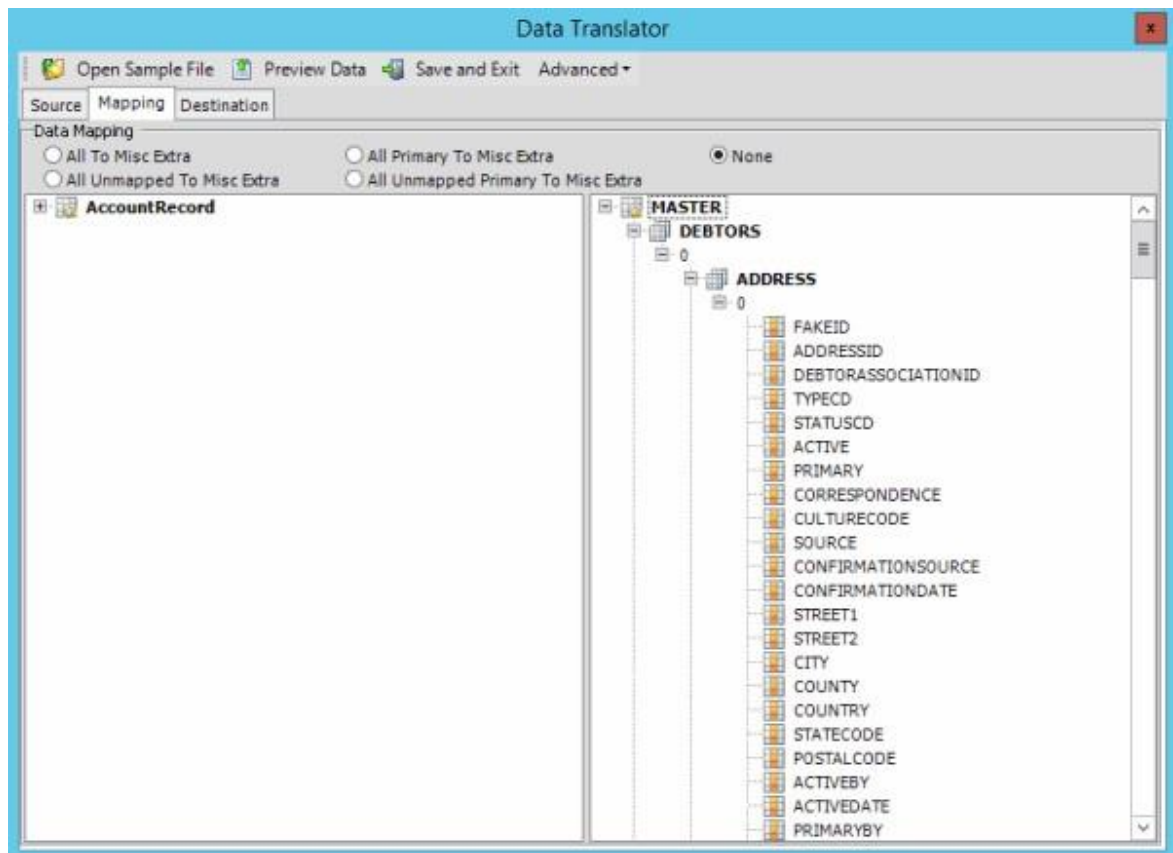 Data Translator
x
Open Sample File Preview Data Save and Exit Advanced
Source Mapping Destination
Data Mapping
All To Misc Extra All Primary To Misc Extra None
All Unmapped To Misc Extra All Unmapped Primary To Misc Extra
AccountRecord
MASTER
DEBTORS
0
ADDRESS
0
FAKEID
ADDRESSID
DEBTORASSOCIATIONID
TYPECD
STATUSCD
ACTIVE
PRIMARY
CORRESPONDENCE
CULTURECODE
SOURCE
CONFIRMATIONSOURCE
CONFIRMATIONDATE
STREET1
STREET2
CITY
COUNTY
COUNTRY
STATECODE
POSTALCODE
ACTIVEBY
ACTIVEDATE
PRIMARYBY